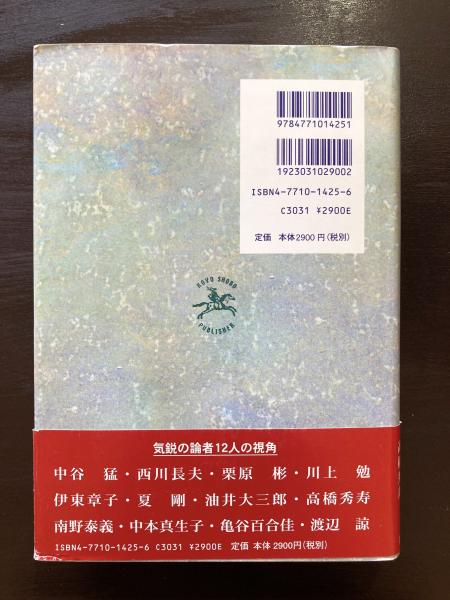 9784771014251
1923031029002
ISBN4-7710-1425-6
C3031 ¥2900E
定価 本体2900円(税別)
KOYO SHOBO
PUBLISHER
気鋭の論者12人の視角
中谷 猛・西川長夫・栗原 彬・川上 勉
伊東章子・夏 剛・油井大三郎・高橋秀寿
南野泰義・中本真生子・亀谷百合佳・渡辺 諒
ISBN4-7710-1425-6 C3031 ¥2900E 定価 本体2900円(税別)